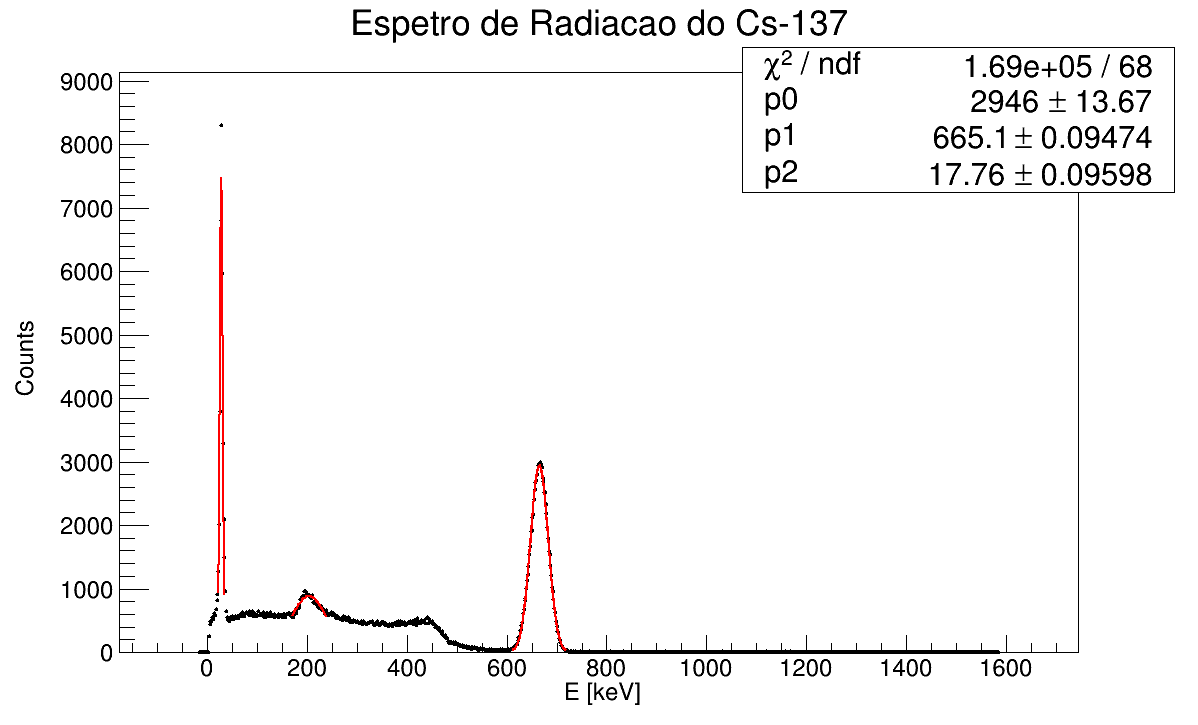 Espetro de Radiacao do Cs-137
χ² / ndf 1.69e+05 / 68
p0 2946 ± 13.67
p1 665.1 ± 0.09474
p2 17.76 ± 0.09598
9000
8000
7000
6000
5000
4000
3000
2000
1000
0
Counts
0 200 400 600 800 1000 1200 1400 1600
E [keV]